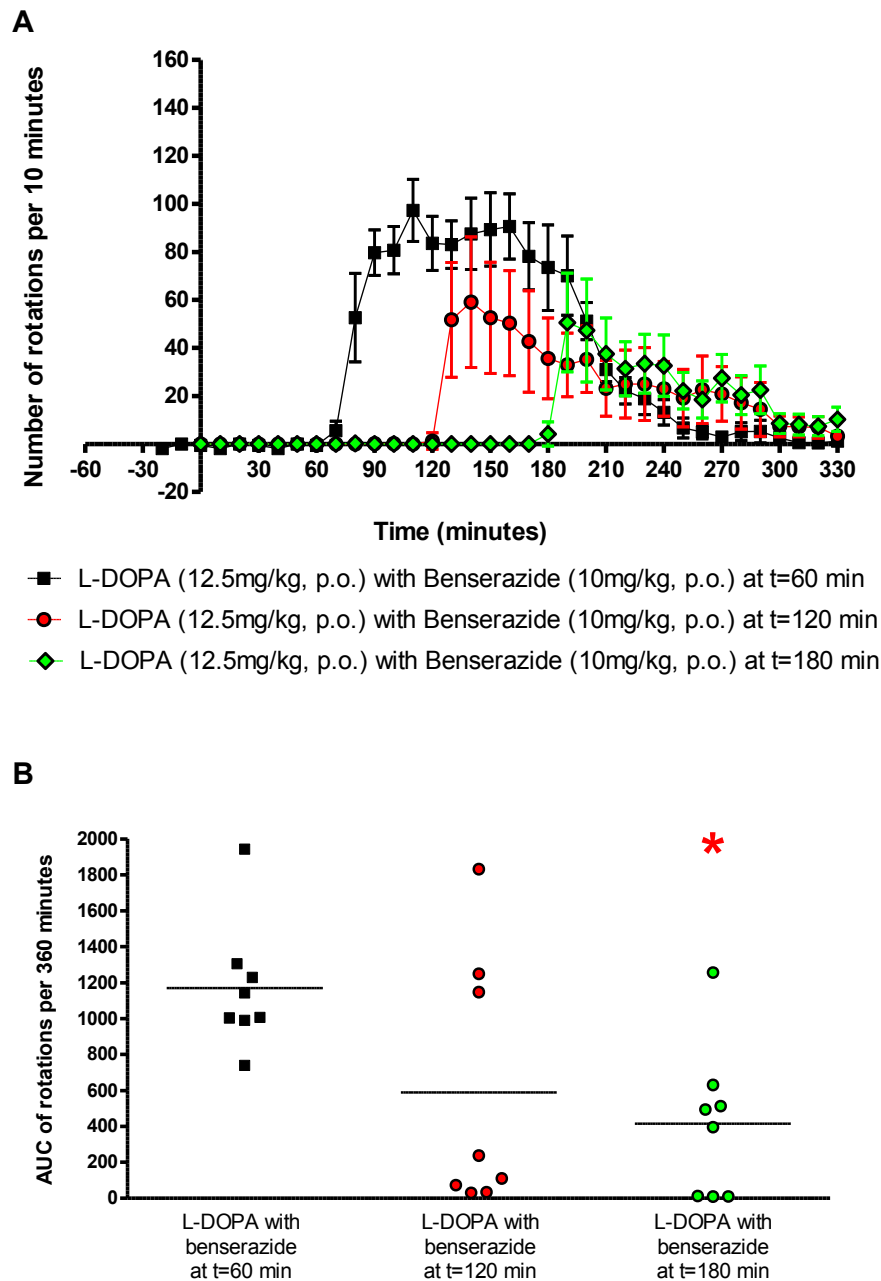 A
160
140
120
100
80
60
40
20
-20
-60 -30 30 60 90 120 150 180 210 240 270 300 330
Number of rotations per 10 minutes
Time (minutes)
L-DOPA (12.5mg/kg, p.o.) with Benserazide (10mg/kg, p.o.) at t=60 min
L-DOPA (12.5mg/kg, p.o.) with Benserazide (10mg/kg, p.o.) at t=120 min
L-DOPA (12.5mg/kg, p.o.) with Benserazide (10mg/kg, p.o.) at t=180 min
B
AUC of rotations per 360 minutes
2000
1800
1600
1400
1200
1000
800
600
400
200
0
*
L-DOPA with
benserazide
at t=60 min
L-DOPA with
benserazide
at t=120 min
L-DOPA with
benserazide
at t=180 min